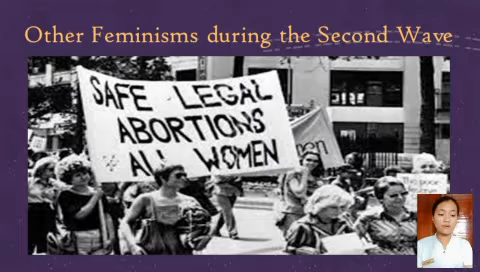 Other Feminisms during the Second Wave
SAFE LEGAL
ABORTIONS
ALL WOMEN